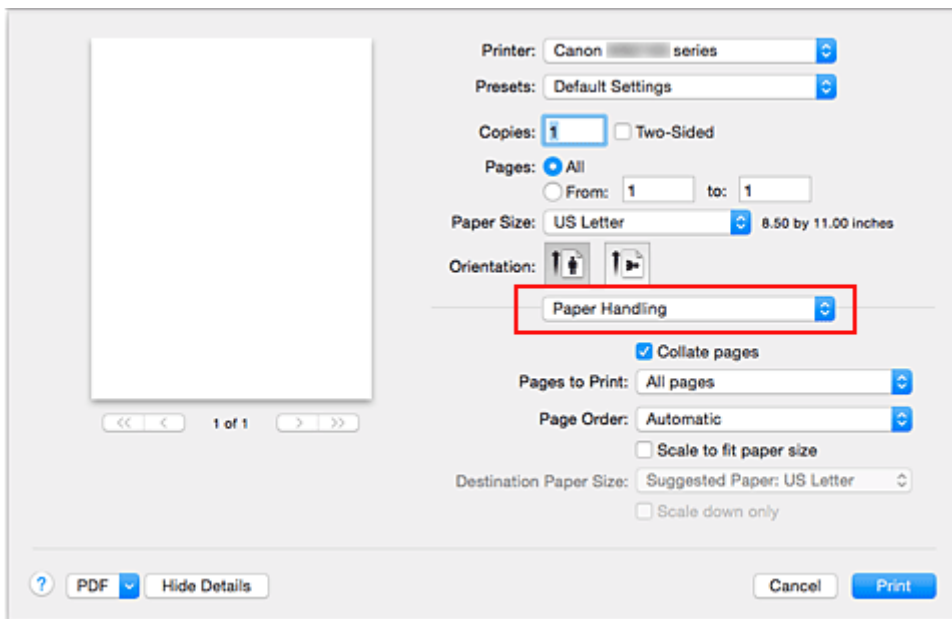 Printer: Canon series
Presets: Default Settings
Copies: 1 Two-Sided
Pages: All
From: 1 to: 1
Paper Size: US Letter 8.50 by 11.00 inches
Orientation:
Paper Handling
Collate pages
Pages to Print: All pages
1 of 1
Page Order: Automatic
Scale to fit paper size
Destination Paper Size: Suggested Paper: US Letter
Scale down only
? PDF Hide Details Cancel Print